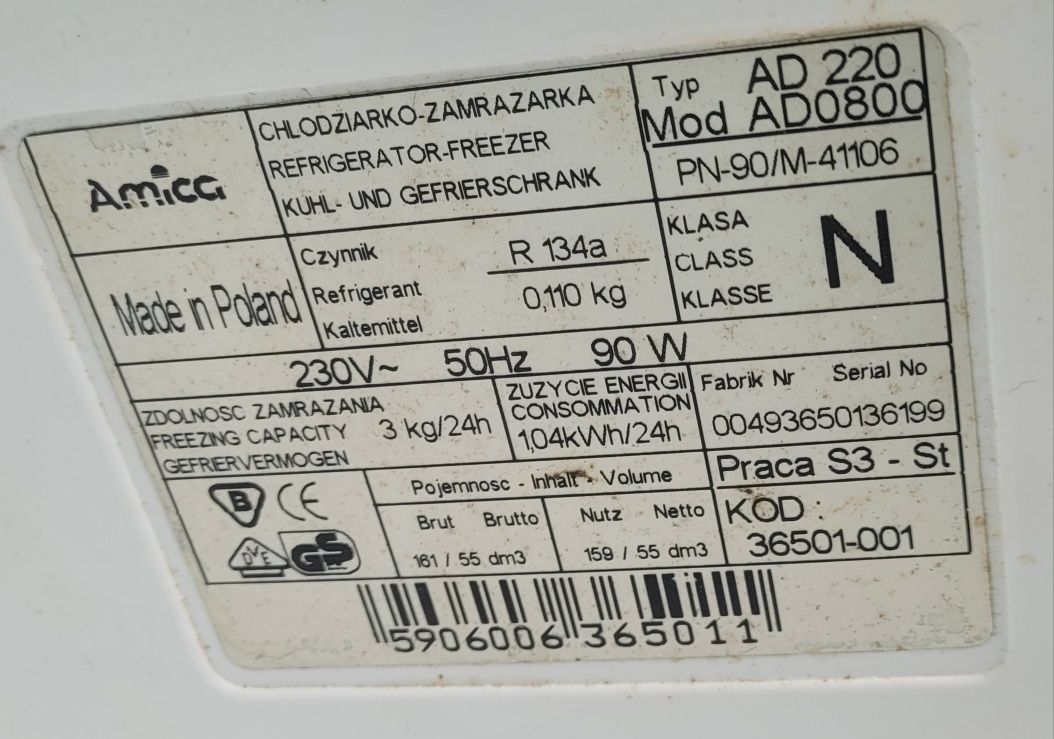 Amica
CHLODZIARKO-ZAMRAZARKA
REFRIGERATOR-FREEZER
KUHL- UND GEFRIERSCHRANK
Typ AD 220
Mod AD0800
PN-90/M-41106
Made in Poland
Czynnik
Refrigerant
Kaltemittel
R 134a
0,110 kg
KLASA
CLASS
KLASSE
N
230V~ 50Hz 90 W
ZDOLNOSC ZAMRAZANIA
FREEZING CAPACITY
GEFRIERVERMOGEN
3 kg/24h
ZUZYCIE ENERGII
CONSOMMATION
1,04kWh/24h
Fabrik Nr Serial No
00493650136199
Praca S3 - St
B CE
DVE GS
Pojemnosc - Inhalt - Volume
Brut Brutto
161 / 55 dm3
Nutz Netto
159 / 55 dm3
KOD :
36501-001
5906006365011